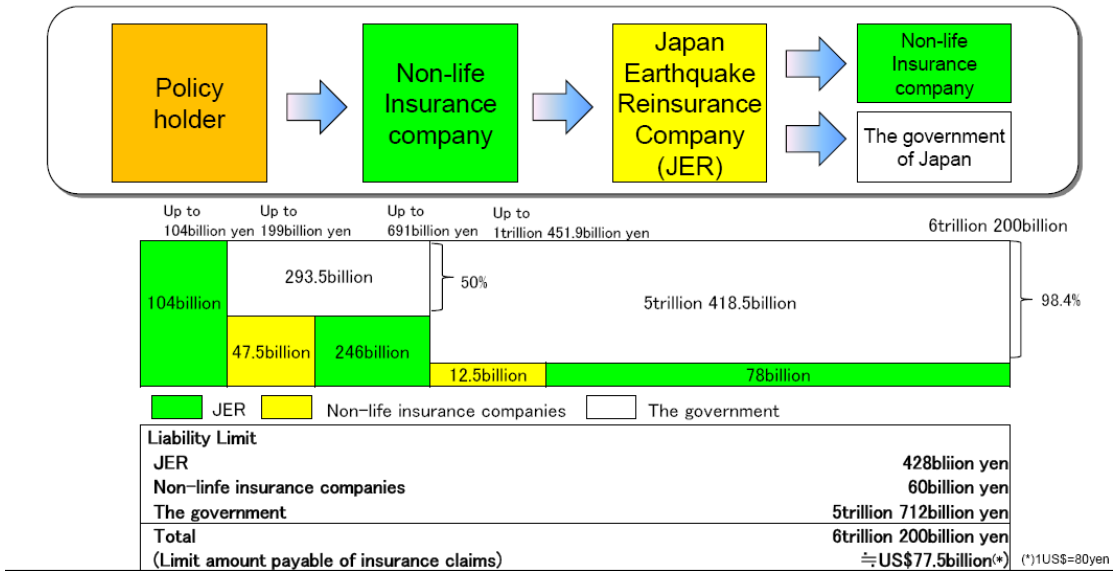 Policy
holder
Non-life
Insurance
company
Japan
Earthquake
Reinsurance
Company
(JER)
Non-life
Insurance
company
The government
of Japan
Up to
104billion yen
Up to
199billion yen
Up to
691billion yen
Up to
1trillion 451.9billion yen
6trillion 200billion
104billion
293.5billion
50%
5trillion 418.5billion
98.4%
47.5billion
246billion
12.5billion
78billion
JER
Non-life insurance companies
The government
Liability Limit
JER 428bliion yen
Non-linfe insurance companies 60billion yen
The government 5trillion 712billion yen
Total 6trillion 200billion yen
(Limit amount payable of insurance claims) ≒US$77.5billion(*)
(*)1US$=80yen